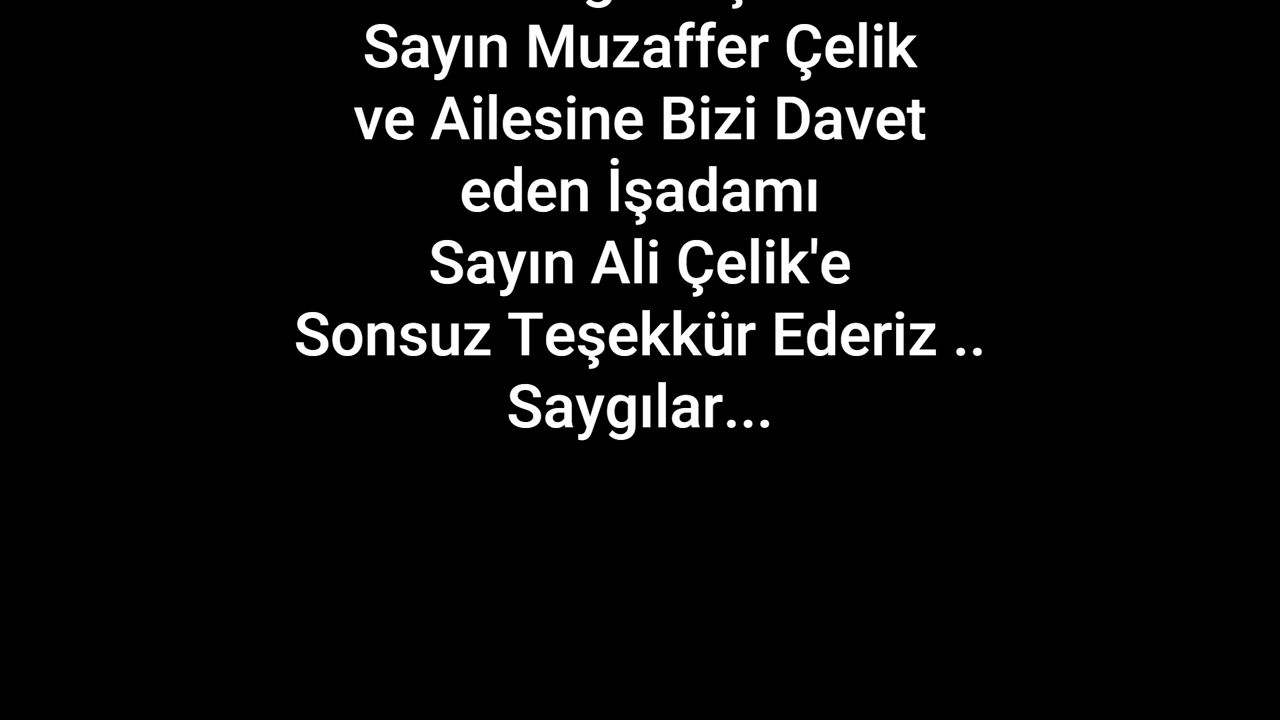 Sayın Muzaffer Çelik
ve Ailesine Bizi Davet
eden İşadamı
Sayın Ali Çelik'e
Sonsuz Teşekkür Ederiz ..
Saygılar...